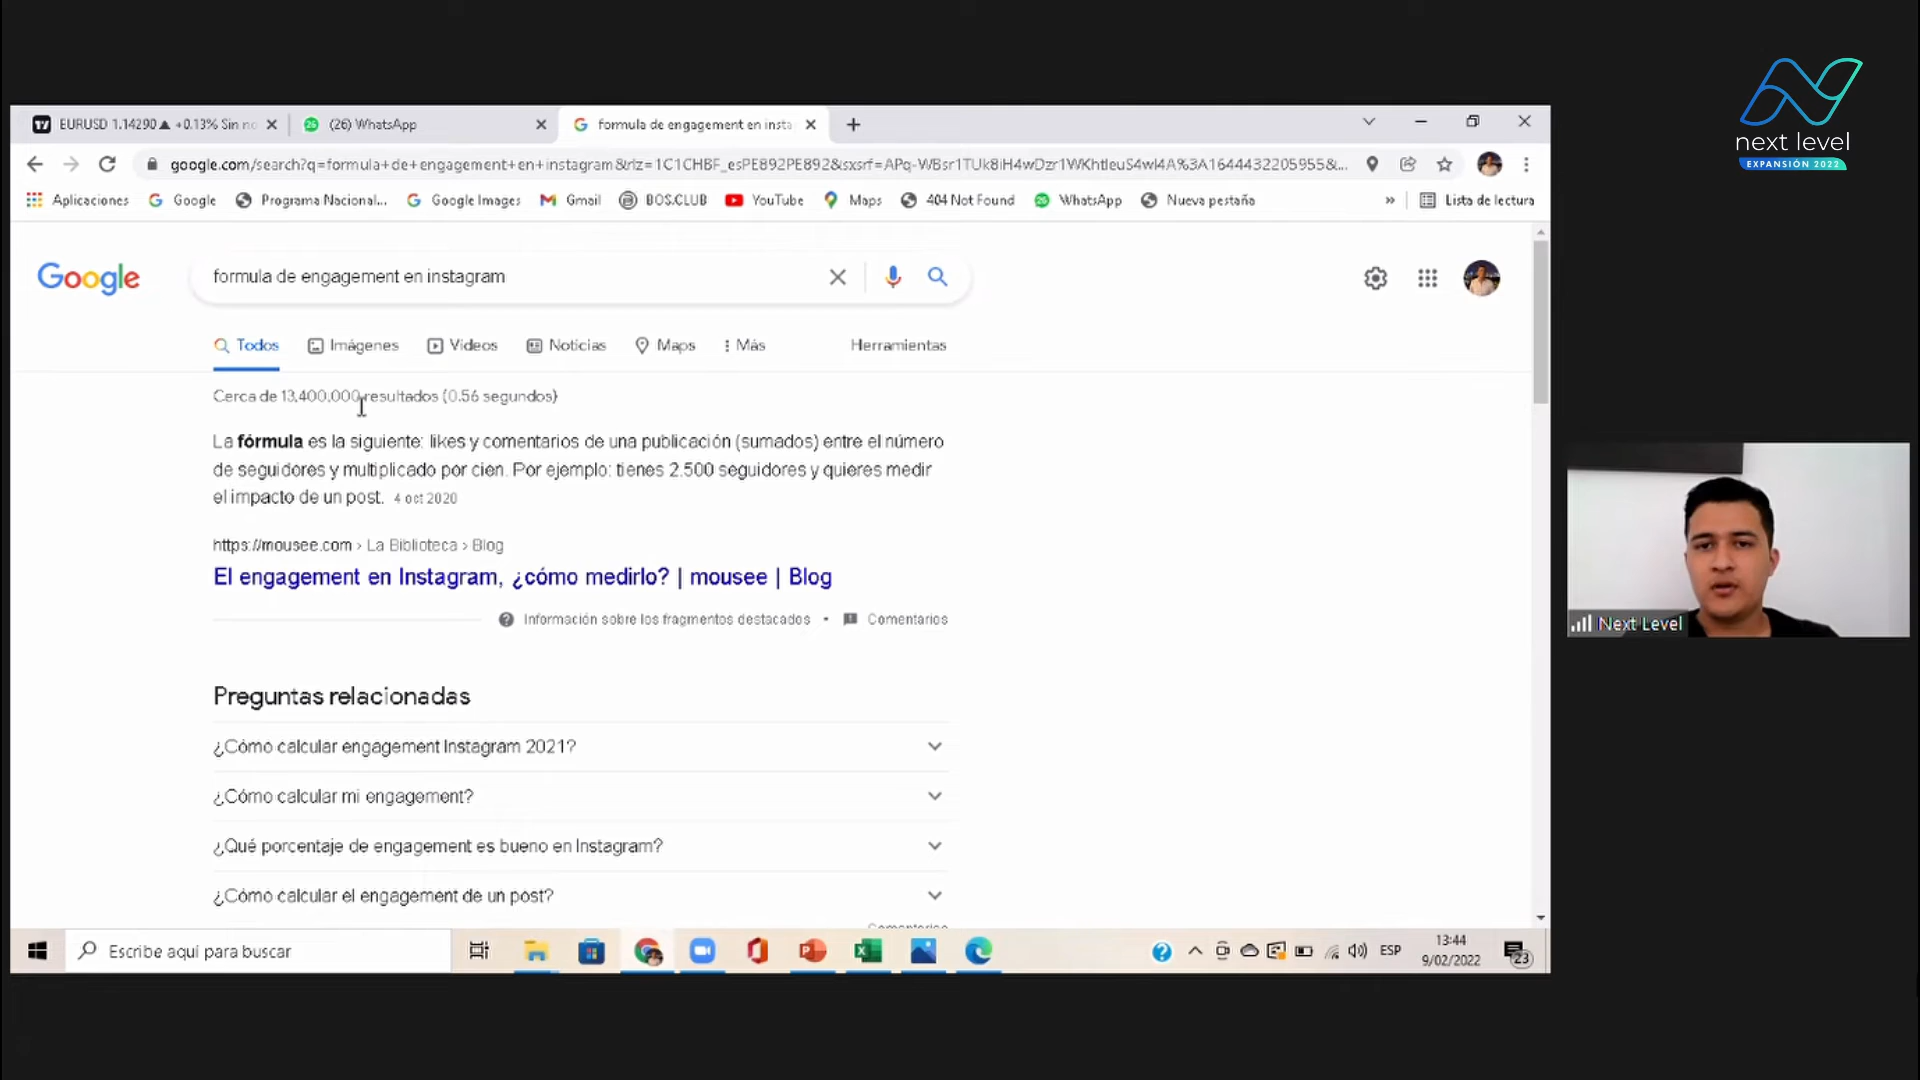 next level
EXPANSIÓN 2022
EURUSD 1.14290 ▲ +0.13% Sin no
(26) WhatsApp
formula de engagement en insta
google.com/search?q=formula+de+engagement+en+instagram&rlz=1C1CHBF_esPE892PE892&sxsrf=APq-WBsr1TUk8iH4wDzr1WKhtleuS4wl4A%3A1644432205955&...
Aplicaciones
Google
Programa Nacional...
Google Images
Gmail
BOS.CLUB
YouTube
Maps
404 Not Found
WhatsApp
Nueva pestaña
»
Lista de lectura
Google
formula de engagement en instagram
Todos
Imágenes
Videos
Noticias
Maps
Más
Herramientas
Cerca de 13,400,000 resultados (0.56 segundos)
La fórmula es la siguiente: likes y comentarios de una publicación (sumados) entre el número
de seguidores y multiplicado por cien. Por ejemplo: tienes 2.500 seguidores y quieres medir
el impacto de un post. 4 oct 2020
https://mousee.com › La Biblioteca › Blog
El engagement en Instagram, ¿cómo medirlo? | mousee | Blog
Información sobre los fragmentos destacados • Comentarios
Preguntas relacionadas
¿Cómo calcular engagement Instagram 2021?
¿Cómo calcular mi engagement?
¿Qué porcentaje de engagement es bueno en Instagram?
¿Cómo calcular el engagement de un post?
Comentarios
Next Level
Escribe aquí para buscar
ESP
13:44
9/02/2022
23